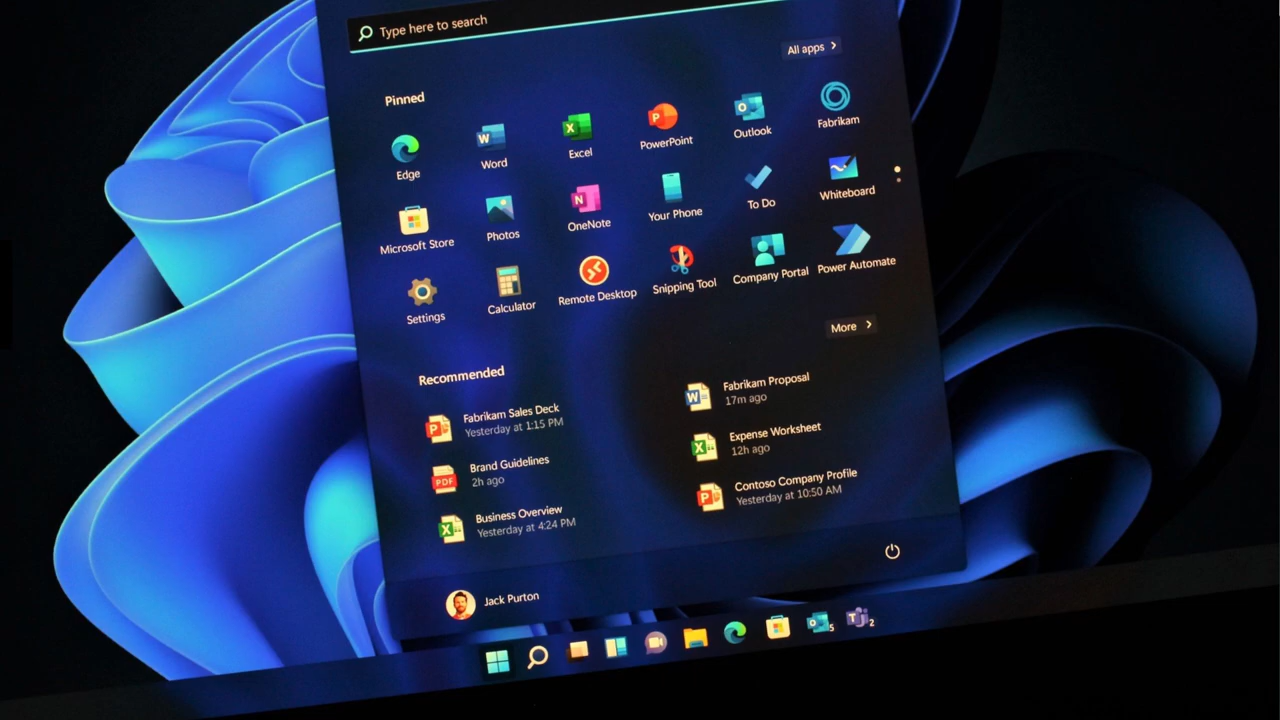 Type here to search
All apps
Pinned
Edge
Word
Excel
PowerPoint
Outlook
Fabrikam
Microsoft Store
Photos
OneNote
Your Phone
To Do
Whiteboard
Settings
Calculator
Remote Desktop
Snipping Tool
Company Portal
Power Automate
More
Recommended
Fabrikam Sales Deck
Yesterday at 1:15 PM
Fabrikam Proposal
17m ago
Brand Guidelines
2h ago
Expense Worksheet
12h ago
Business Overview
Yesterday at 4:24 PM
Contoso Company Profile
Yesterday at 10:50 AM
Jack Purton
5
2